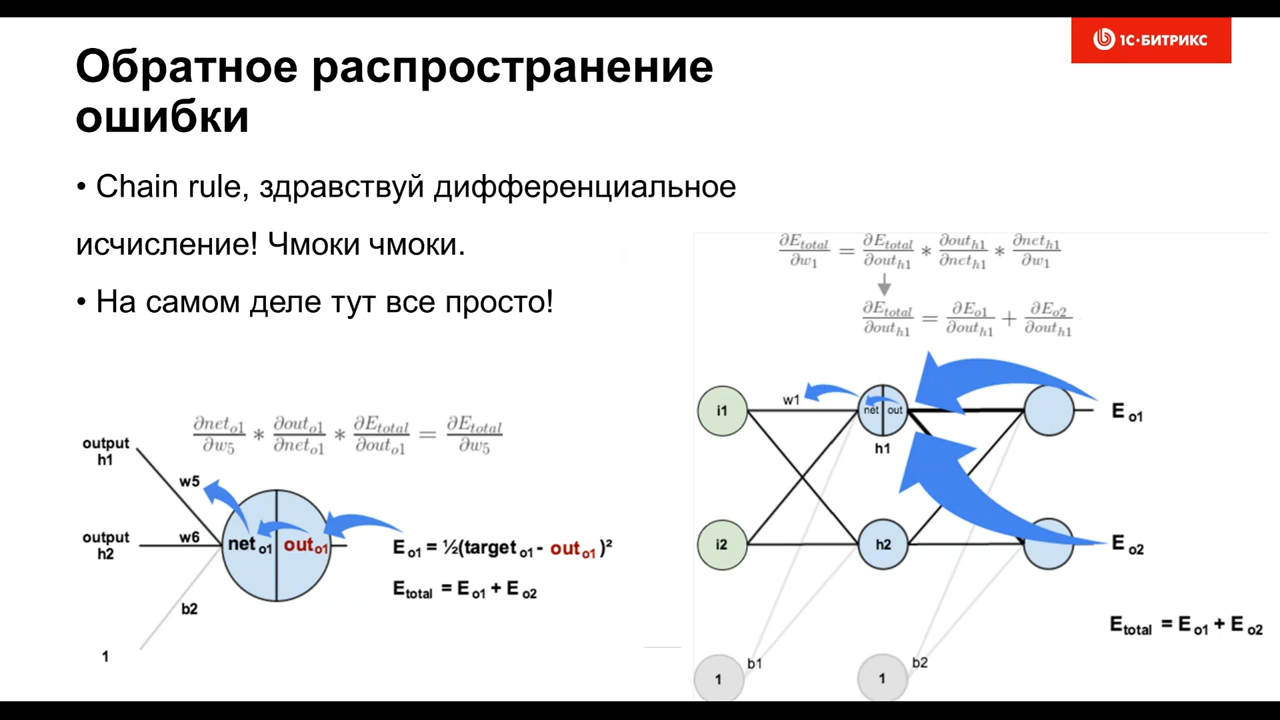 1С·БИТРИКС
Обратное распространение
ошибки
• Chain rule, здравствуй дифференциальное
исчисление! Чмоки чмоки.
• На самом деле тут все просто!
∂E_total/∂w_1 = ∂E_total/∂out_h1 * ∂out_h1/∂net_h1 * ∂net_h1/∂w_1
∂E_total/∂out_h1 = ∂E_o1/∂out_h1 + ∂E_o2/∂out_h1
∂net_o1/∂w_5 * ∂out_o1/∂net_o1 * ∂E_total/∂out_o1 = ∂E_total/∂w_5
output
h1
w5
output
h2
w6
net o1
out o1
b2
1
E o1 = ½(target o1 - out o1 )²
E total = E o1 + E o2
i1
w1
net
out
h1
E o1
i2
h2
E o2
E total = E o1 + E o2
1
b1
1
b2